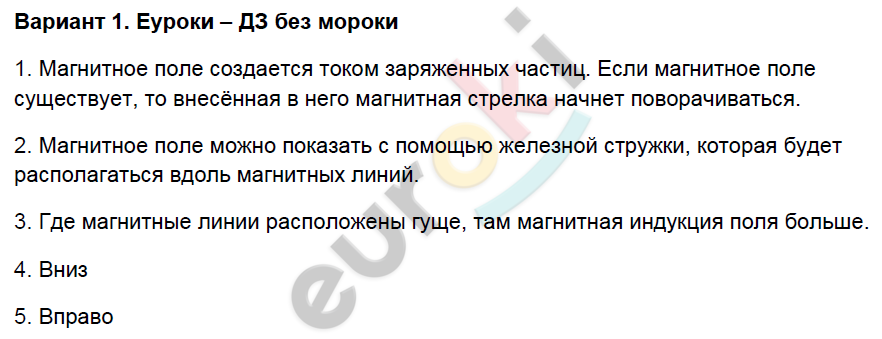 Вариант 1. Еуроки – ДЗ без мороки
1. Магнитное поле создается током заряженных частиц. Если магнитное поле
существует, то внесённая в него магнитная стрелка начнет поворачиваться.
2. Магнитное поле можно показать с помощью железной стружки, которая будет
располагаться вдоль магнитных линий.
3. Где магнитные линии расположены гуще, там магнитная индукция поля больше.
4. Вниз
5. Вправо
euroki